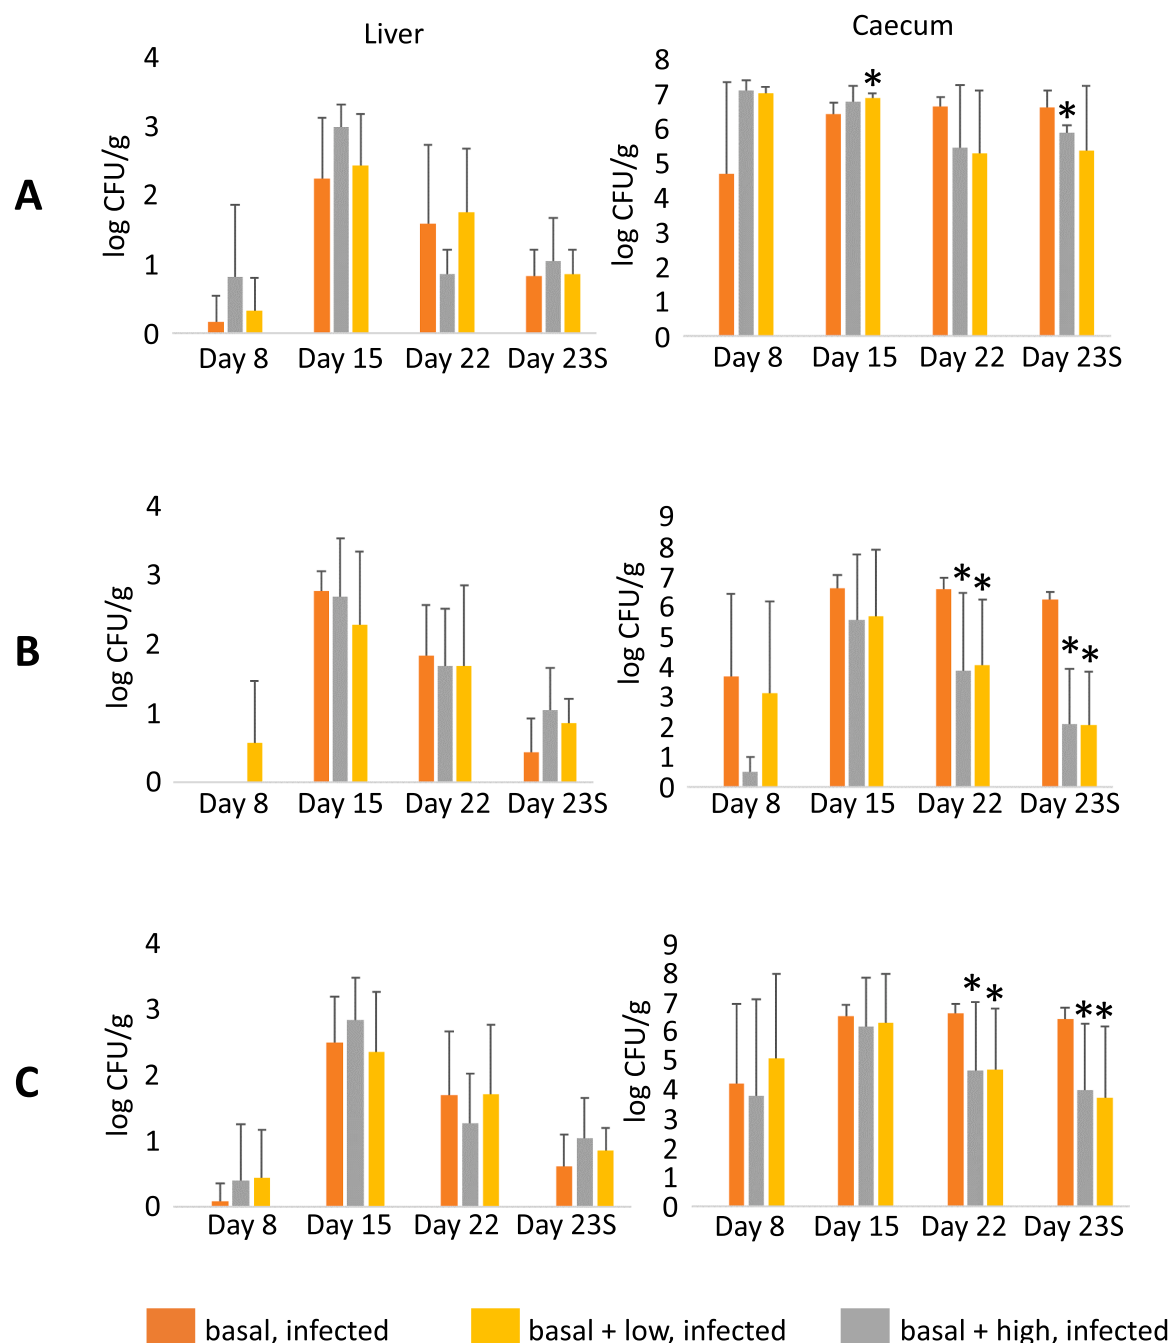 Liver
Caecum
A
log CFU/g
4
3
2
1
0
Day 8 Day 15 Day 22 Day 23S
log CFU/g
8
7
6
5
4
3
2
1
0
* *
Day 8 Day 15 Day 22 Day 23S
B
log CFU/g
4
3
2
1
0
Day 8 Day 15 Day 22 Day 23S
log CFU/g
9
8
7
6
5
4
3
2
1
0
* * * *
Day 8 Day 15 Day 22 Day 23S
C
log CFU/g
4
3
2
1
0
Day 8 Day 15 Day 22 Day 23S
log CFU/g
9
8
7
6
5
4
3
2
1
0
* * **
Day 8 Day 15 Day 22 Day 23S
basal, infected basal + low, infected basal + high, infected